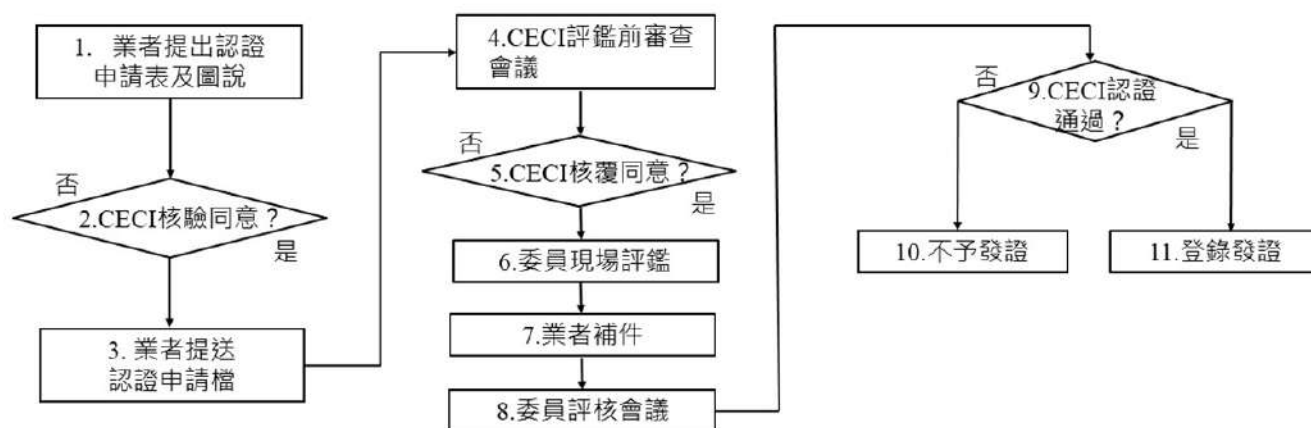 1. 業者提出認證
申請表及圖說
否
2.CECI核驗同意？
是
3. 業者提送
認證申請檔
4.CECI評鑑前審查
會議
否
5.CECI核覆同意？
是
6.委員現場評鑑
7.業者補件
8.委員評核會議
否
9.CECI認證
通過？
是
10.不予發證
11.登錄發證